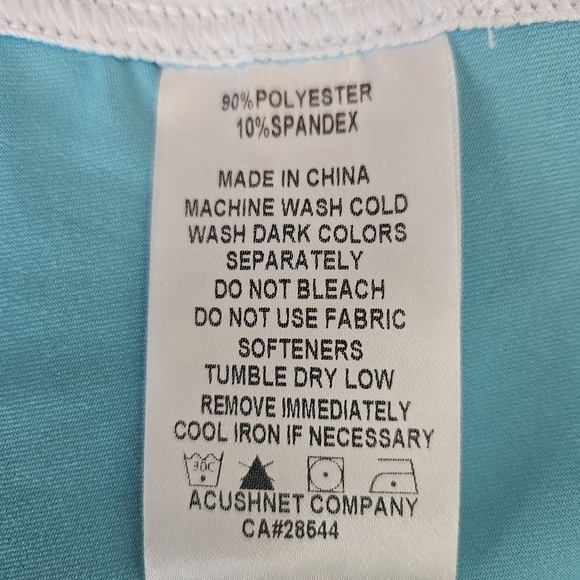 90%POLYESTER
10%SPANDEX
MADE IN CHINA
MACHINE WASH COLD
WASH DARK COLORS
SEPARATELY
DO NOT BLEACH
DO NOT USE FABRIC
SOFTENERS
TUMBLE DRY LOW
REMOVE IMMEDIATELY
COOL IRON IF NECESSARY
30C
ACUSHNET COMPANY
CA#28544